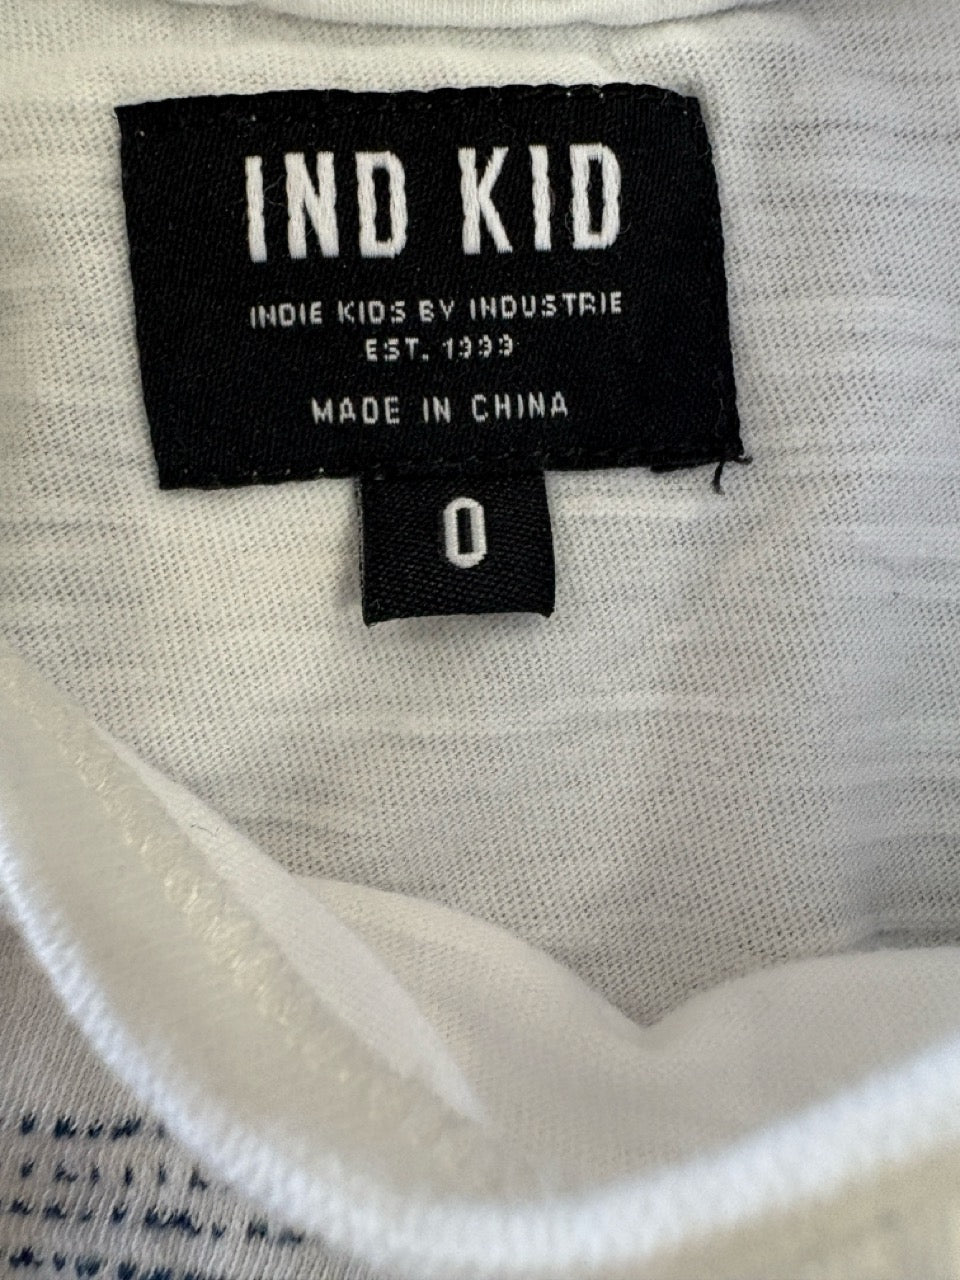 IND KID
INDIE KIDS BY INDUSTRIE
EST. 1999
MADE IN CHINA
0